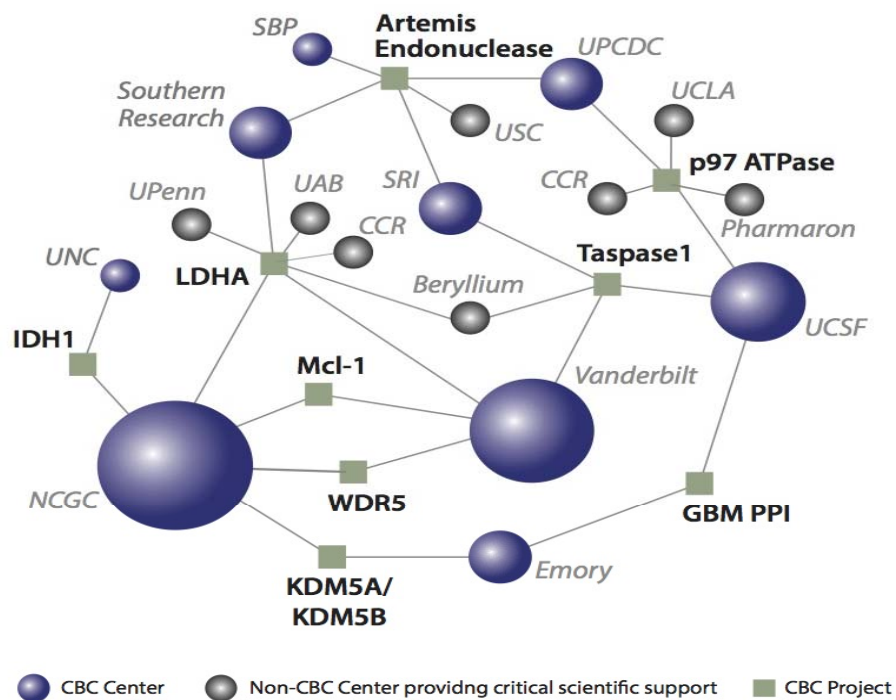 SBP
Artemis
Endonuclease
UPCDC
Southern
Research
USC
UCLA
p97 ATPase
CCR
Pharmaron
UPenn
UAB
SRI
CCR
UNC
LDHA
Beryllium
Taspase1
UCSF
IDH1
Mcl-1
Vanderbilt
NCGC
WDR5
GBM PPI
KDM5A/
KDM5B
Emory
CBC Center
Non-CBC Center providng critical scientific support
CBC Project